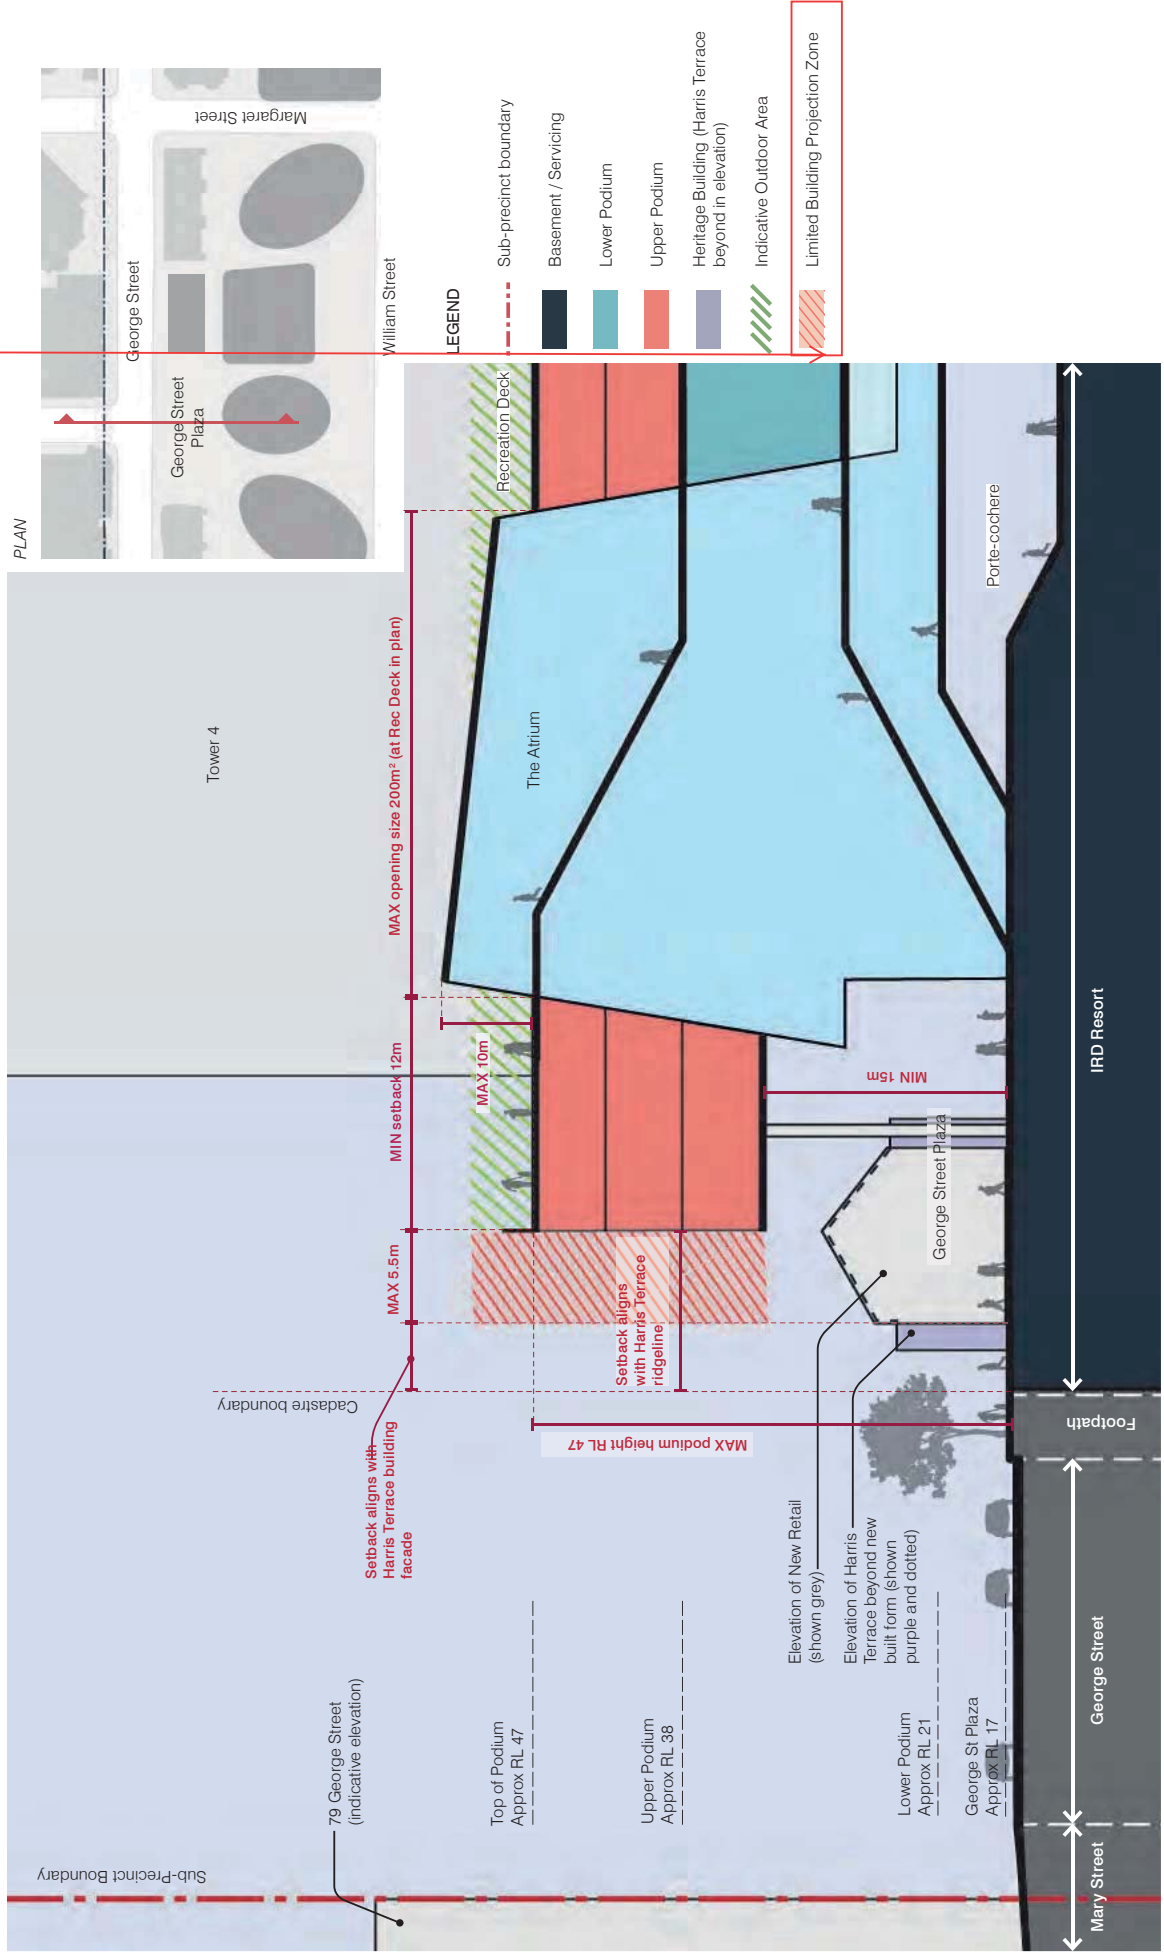 PLAN
George Street
Margaret Street
George Street
Plaza
William Street
LEGEND
Sub-precinct boundary
Basement / Servicing
Lower Podium
Upper Podium
Heritage Building (Harris Terrace
beyond in elevation)
Indicative Outdoor Area
Limited Building Projection Zone
Sub-Precinct Boundary
79 George Street
(indicative elevation)
Tower 4
Cadastre boundary
Setback aligns with
Harris Terrace building
facade
MAX 5.5m
MIN setback 12m
MAX opening size 200m² (at Rec Deck in plan)
MAX 10m
Recreation Deck
The Atrium
Top of Podium
Approx RL 47
Upper Podium
Approx RL 38
Setback aligns
with Harris Terrace
ridgeline
MAX podium height RL 47
MIN 15m
Elevation of New Retail
(shown grey)
Elevation of Harris
Terrace beyond new
built form (shown
purple and dotted)
Lower Podium
Approx RL 21
George St Plaza
Approx RL 17
George Street Plaza
Porte-cochere
Mary Street
George Street
Footpath
IRD Resort